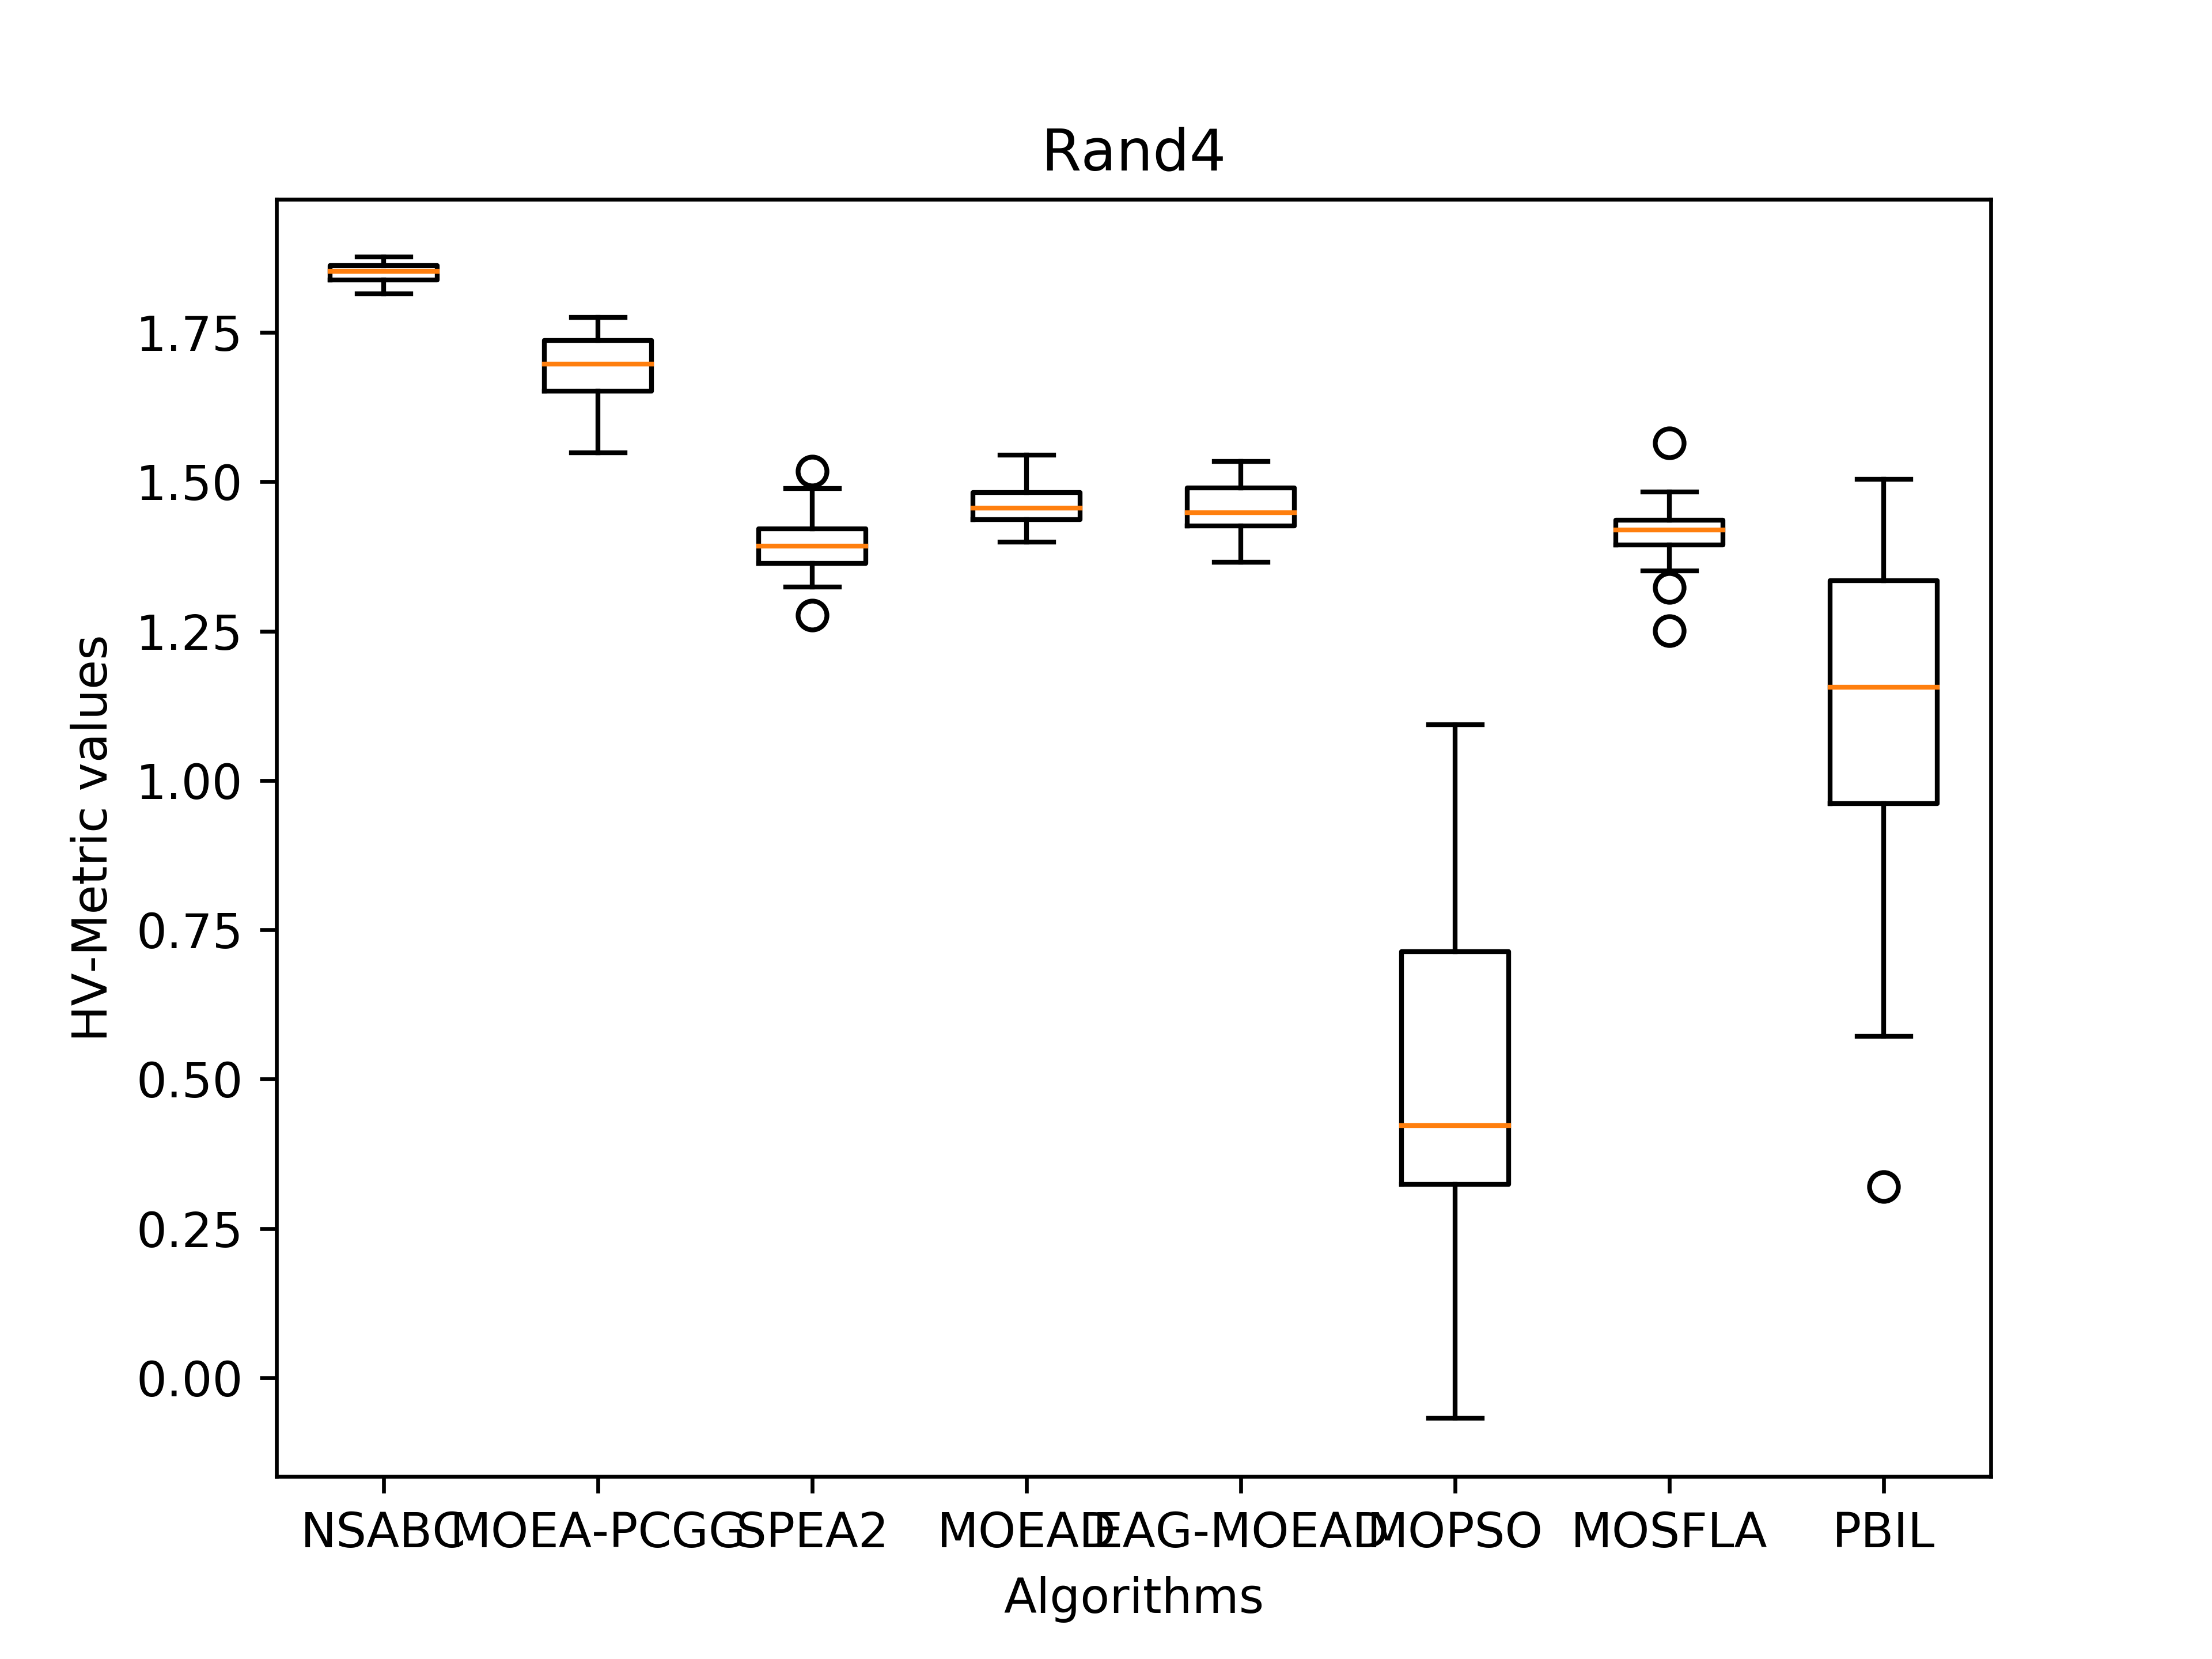 Rand4
HV-Metric values
1.75
1.50
1.25
1.00
0.75
0.50
0.25
0.00
NSABC MOEA-PCGG SPEA2 MOEAD EAG-MOEAD MOPSO MOSFLA PBIL
Algorithms